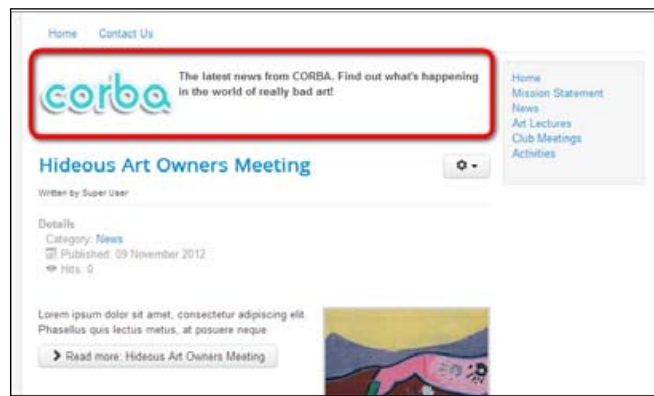 Home Contact Us
corba
The latest news from CORBA. Find out what's happening
in the world of really bad art!
Home
Mission Statement
News
Art Lectures
Club Meetings
Activities
Hideous Art Owners Meeting
Written by Super User
Details
Category: News
Published: 09 November 2012
Hits: 0
Lorem ipsum dolor sit amet, consectetur adipiscing elit.
Phasellus quis lectus metus, at posuere neque.
Read more: Hideous Art Owners Meeting